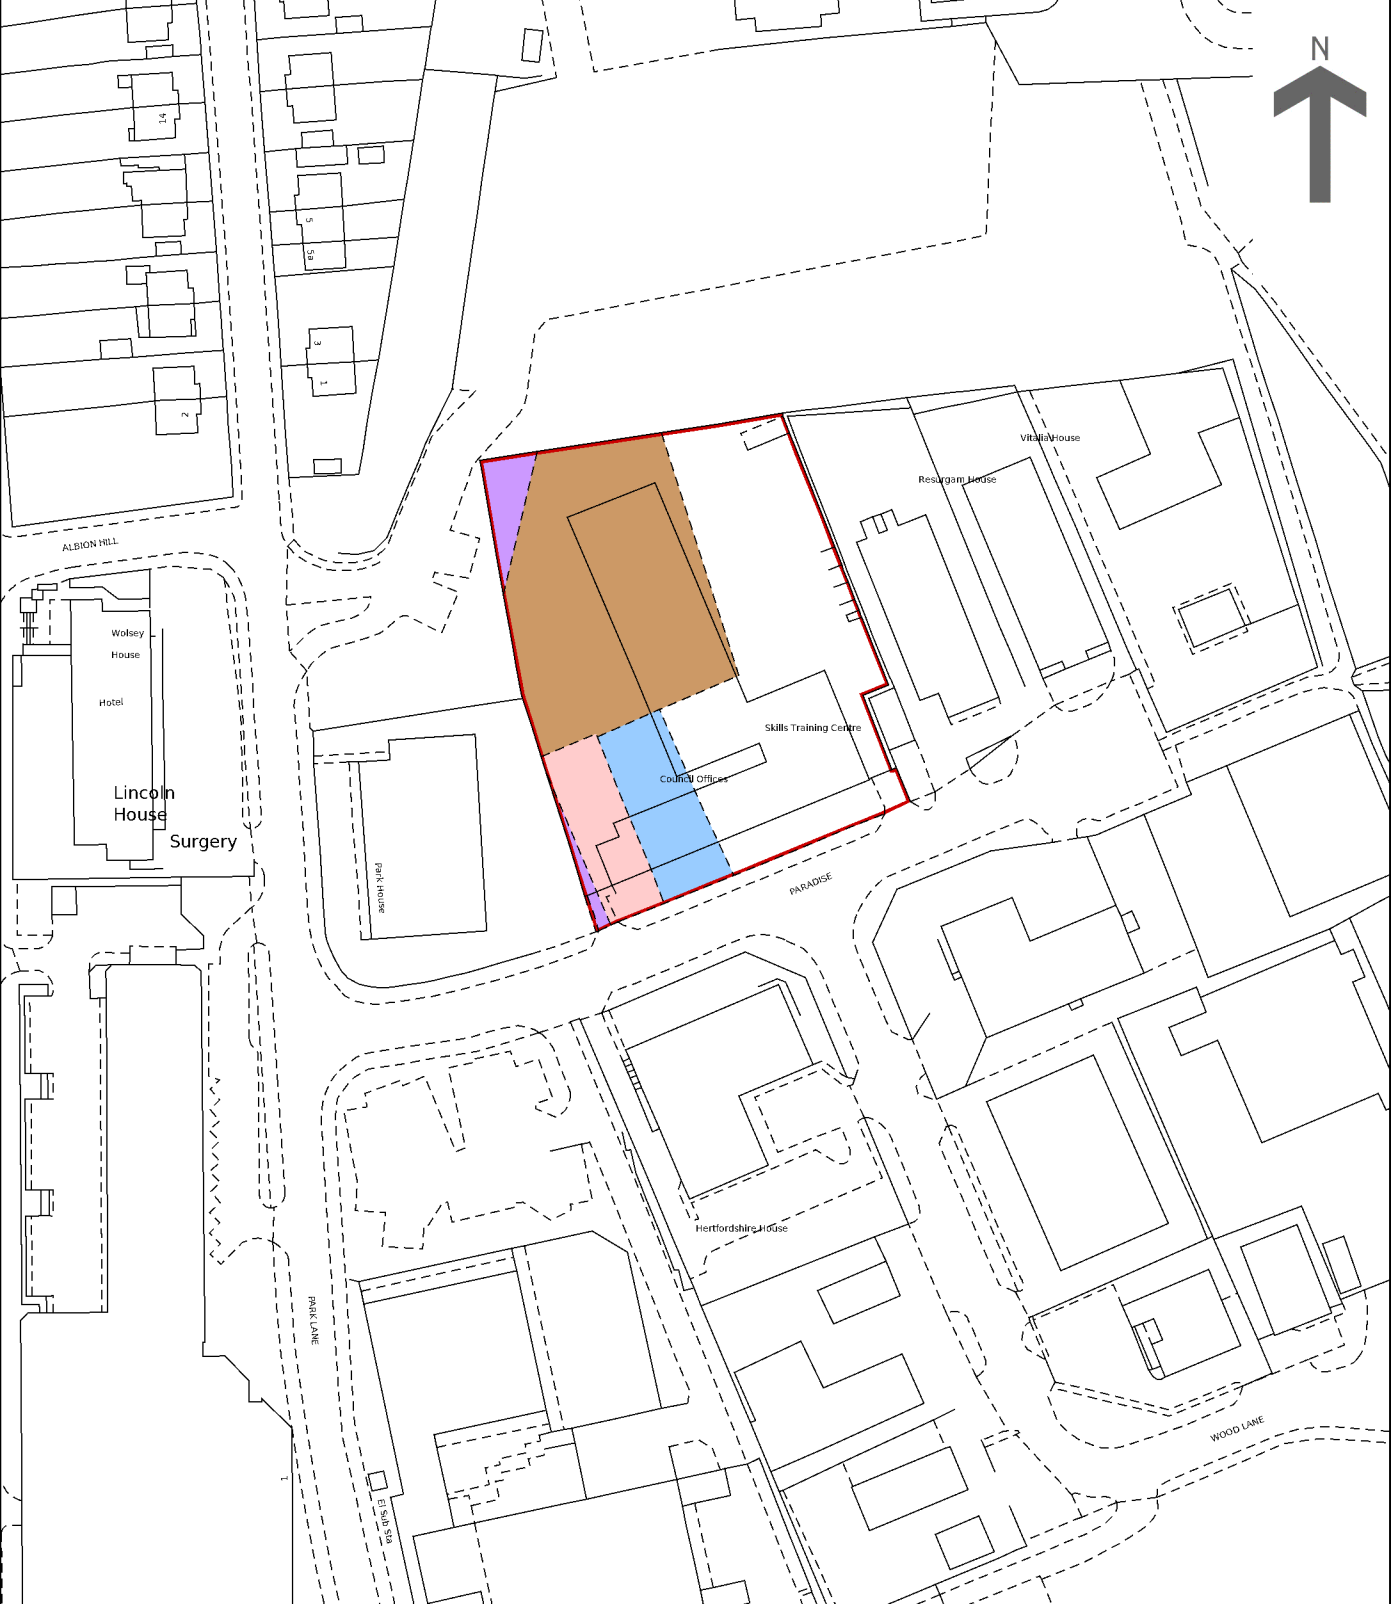 N
14
5
5a
3
1
2
ALBION HILL
Vitalia House
Resurgam House
Wolsey
House
Hotel
Lincoln
House
Surgery
Skills Training Centre
Council Offices
Park House
PARADISE
Hertfordshire House
PARK LANE
WOOD LANE
1
El Sub Sta